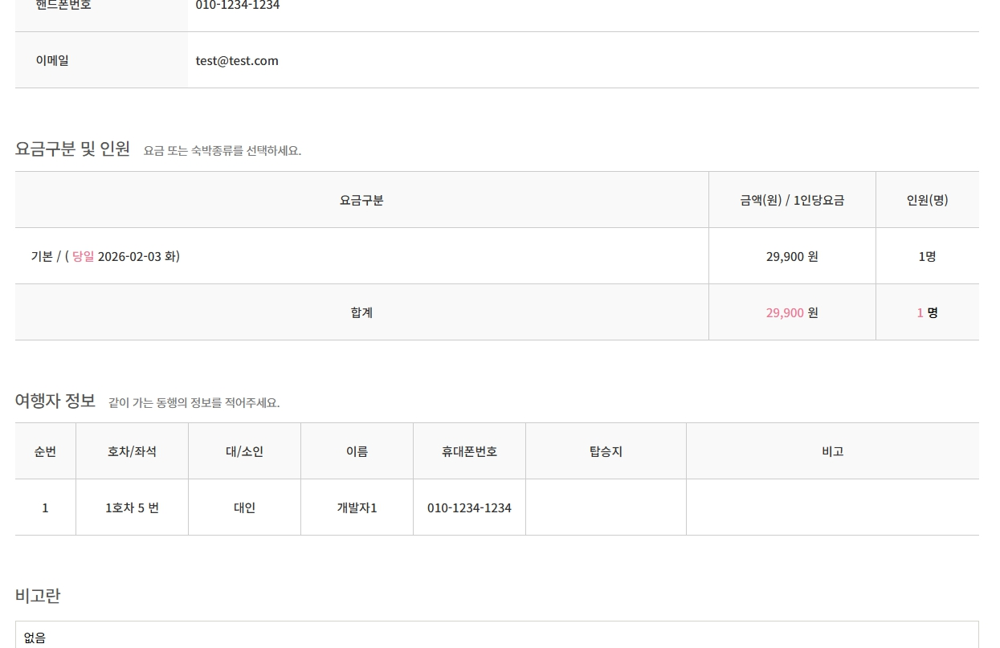 핸드폰번호 010-1234-1234
이메일 test@test.com
요금구분 및 인원 요금 또는 숙박종류를 선택하세요.
요금구분 금액(원) / 1인당요금 인원(명)
기본 / ( 당일 2026-02-03 화) 29,900 원 1명
합계 29,900 원 1 명
여행자 정보 같이 가는 동행의 정보를 적어주세요.
순번 호차/좌석 대/소인 이름 휴대폰번호 탑승지 비고
1 1호차 5 번 대인 개발자1 010-1234-1234
비고란
없음